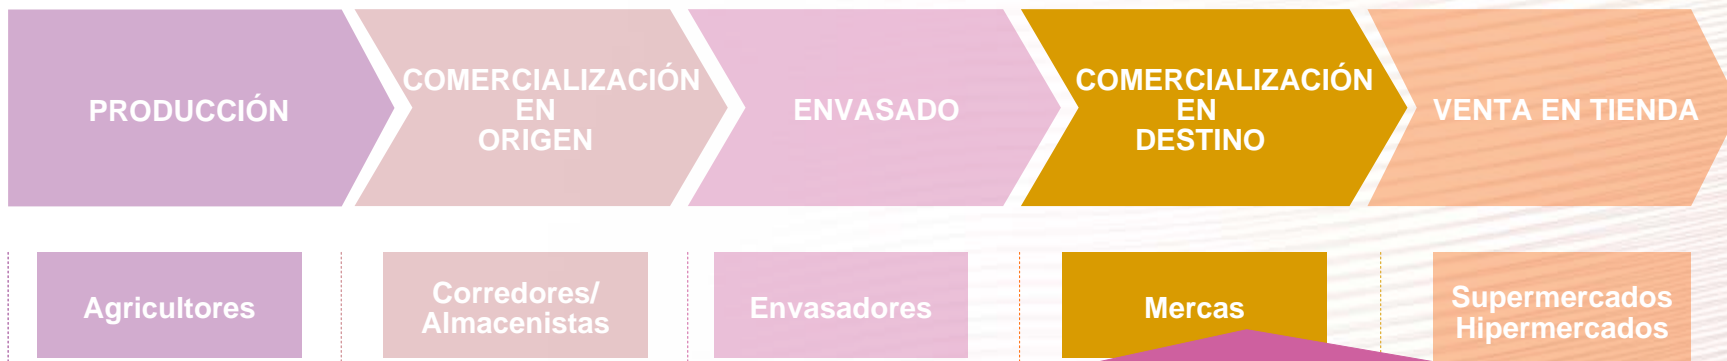 PRODUCCIÓN
COMERCIALIZACIÓN
EN
ORIGEN
ENVASADO
COMERCIALIZACIÓN
EN
DESTINO
VENTA EN TIENDA
Agricultores
Corredores/
Almacenistas
Envasadores
Mercas
Supermercados
Hipermercados